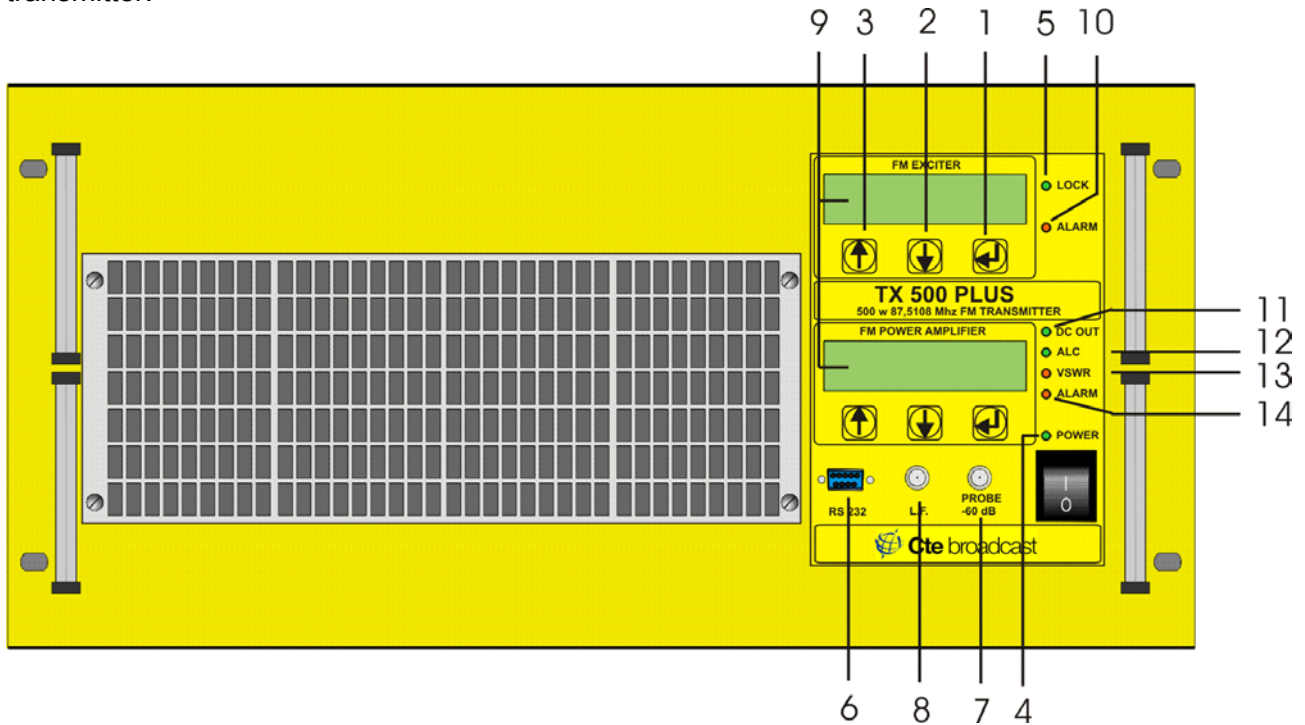 transmitter.
9 3 2 1 5 10
FM EXCITER
LOCK
ALARM
TX 500 PLUS
500 w 87,5108 Mhz FM TRANSMITTER
11
FM POWER AMPLIFIER
DC OUT
12
ALC
13
VSWR
14
ALARM
POWER
RS 232
L.F.
PROBE
-60 dB
I
O
Cte broadcast
6 8 7 4